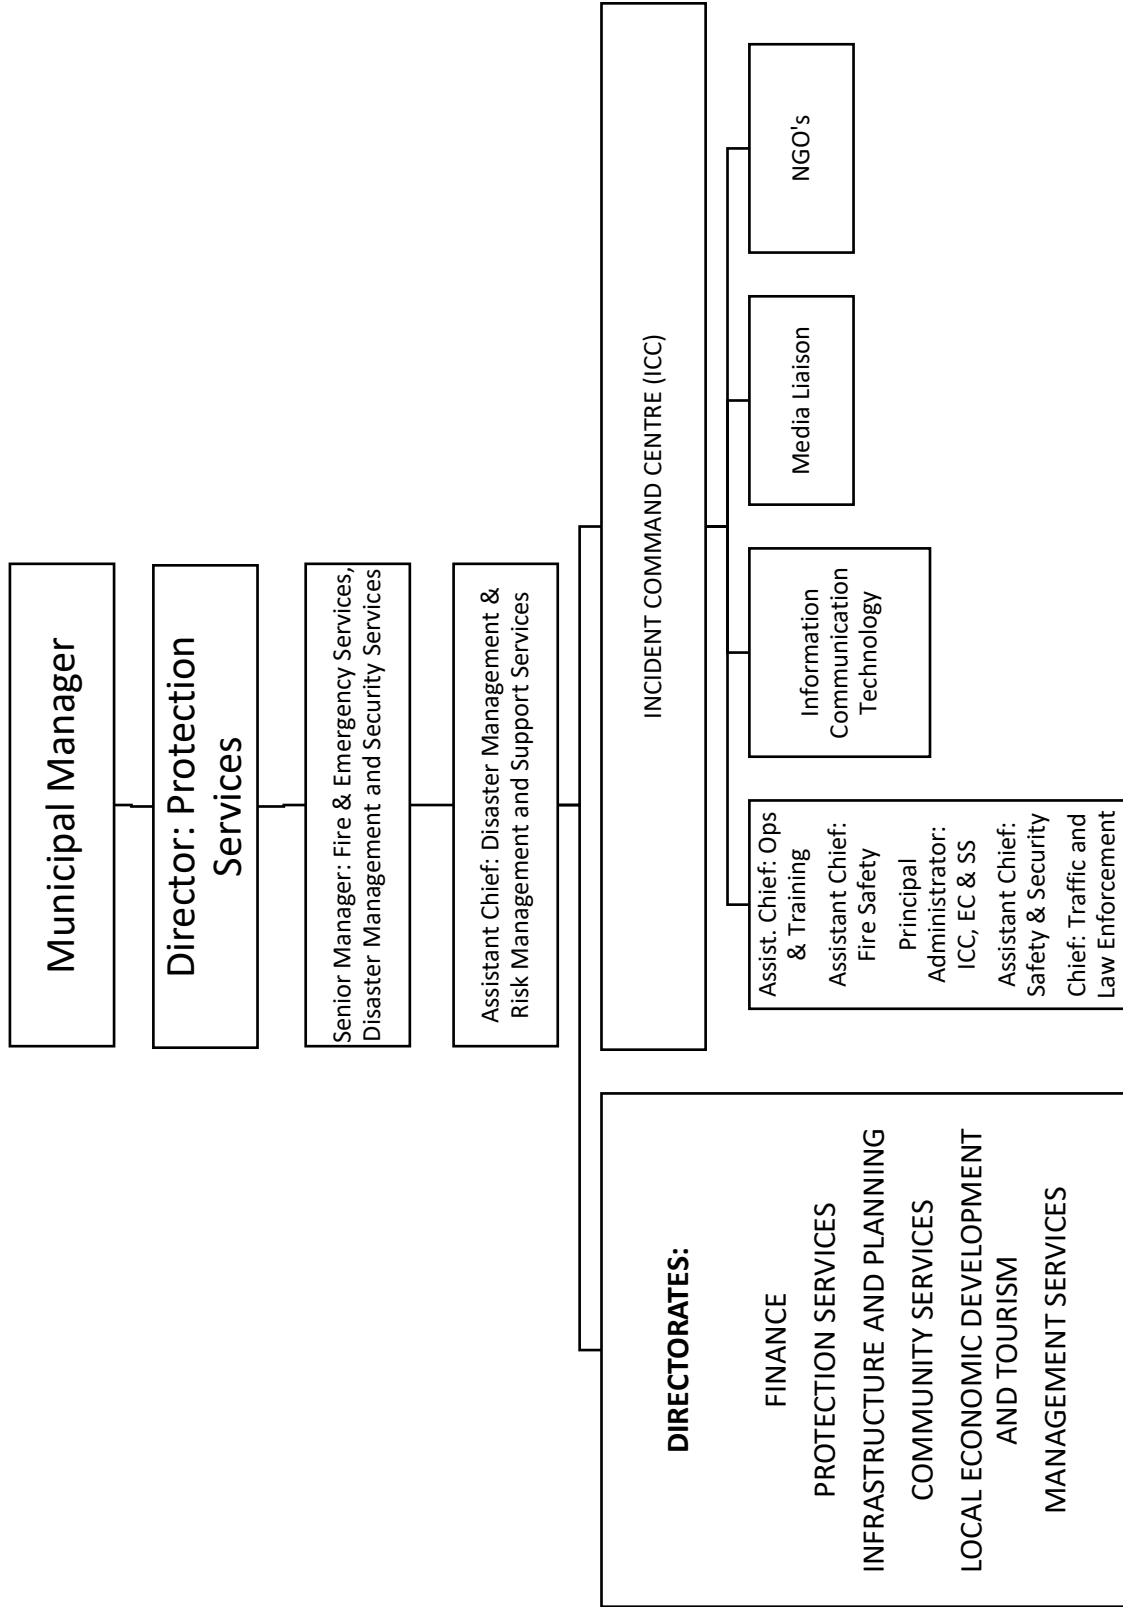 Municipal Manager
Director: Protection
Services
Senior Manager: Fire & Emergency Services,
Disaster Management and Security Services
Assistant Chief: Disaster Management &
Risk Management and Support Services
DIRECTORATES:
FINANCE
PROTECTION SERVICES
INFRASTRUCTURE AND PLANNING
COMMUNITY SERVICES
LOCAL ECONOMIC DEVELOPMENT
AND TOURISM
MANAGEMENT SERVICES
INCIDENT COMMAND CENTRE (ICC)
Assist. Chief: Ops
& Training
Assistant Chief:
Fire Safety
Principal
Administrator:
ICC, EC & SS
Assistant Chief:
Safety & Security
Chief: Traffic and
Law Enforcement
Information
Communication
Technology
Media Liaison
NGO's